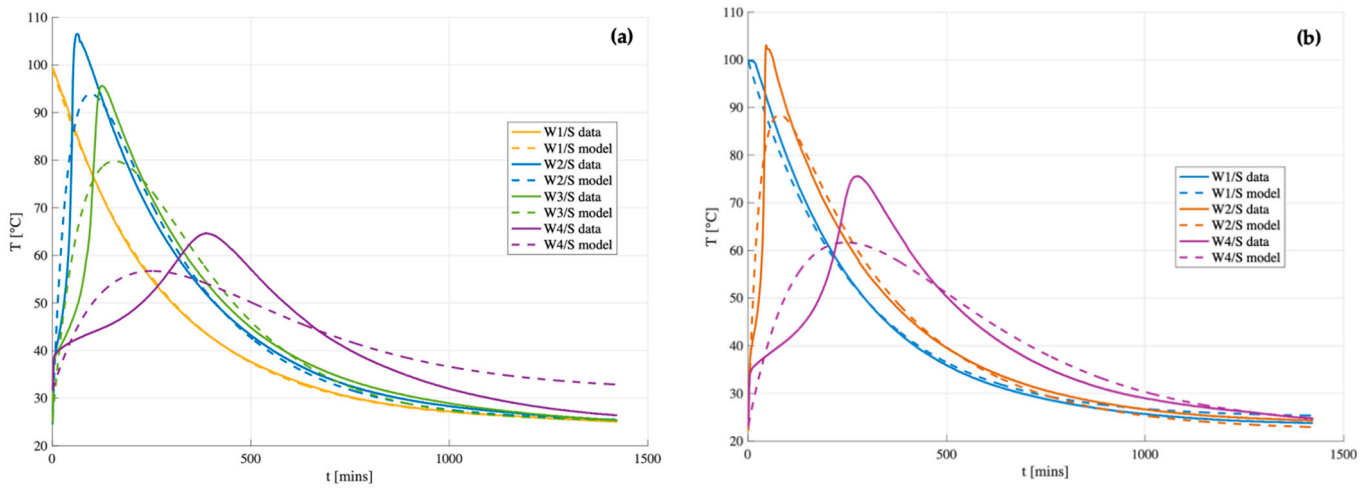 110
100
90
80
70
60
50
40
30
20
T [°C]
0
500
1000
1500
t [mins]
(a)
W1/S data
W1/S model
W2/S data
W2/S model
W3/S data
W3/S model
W4/S data
W4/S model
110
100
90
80
70
60
50
40
30
20
T [°C]
0
500
1000
1500
t [mins]
(b)
W1/S data
W1/S model
W2/S data
W2/S model
W4/S data
W4/S model